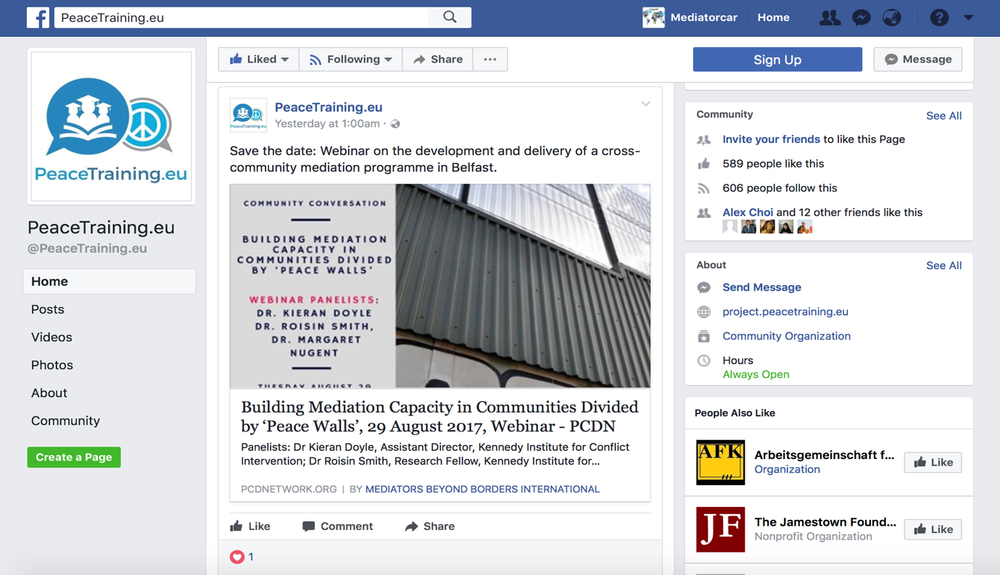 PeaceTraining.eu
Mediatorcar
Home
PeaceTraining.eu
PeaceTraining.eu
@PeaceTraining.eu
Home
Posts
Videos
Photos
About
Community
Create a Page
Liked
Following
Share
Sign Up
Message
PeaceTraining.eu
PeaceTraining.eu
Yesterday at 1:00am ·
Save the date: Webinar on the development and delivery of a cross-
community mediation programme in Belfast.
COMMUNITY CONVERSATION
BUILDING MEDIATION
CAPACITY IN
COMMUNITIES DIVIDED
BY 'PEACE WALLS'
WEBINAR PANELISTS:
DR. KIERAN DOYLE
DR. ROISIN SMITH,
DR. MARGARET
NUGENT
TUESDAY AUGUST 29
Building Mediation Capacity in Communities Divided
by ‘Peace Walls’, 29 August 2017, Webinar - PCDN
Panelists: Dr Kieran Doyle, Assistant Director, Kennedy Institute for Conflict
Intervention; Dr Roisin Smith, Research Fellow, Kennedy Institute for...
PCDNETWORK.ORG | BY MEDIATORS BEYOND BORDERS INTERNATIONAL
Like
Comment
Share
1
Community
See All
Invite your friends to like this Page
589 people like this
606 people follow this
Alex Choi and 12 other friends like this
About
See All
Send Message
project.peacetraining.eu
Community Organization
Hours
Always Open
People Also Like
AFK
Arbeitsgemeinschaft f...
Organization
Like
JF
The Jamestown Found...
Nonprofit Organization
Like